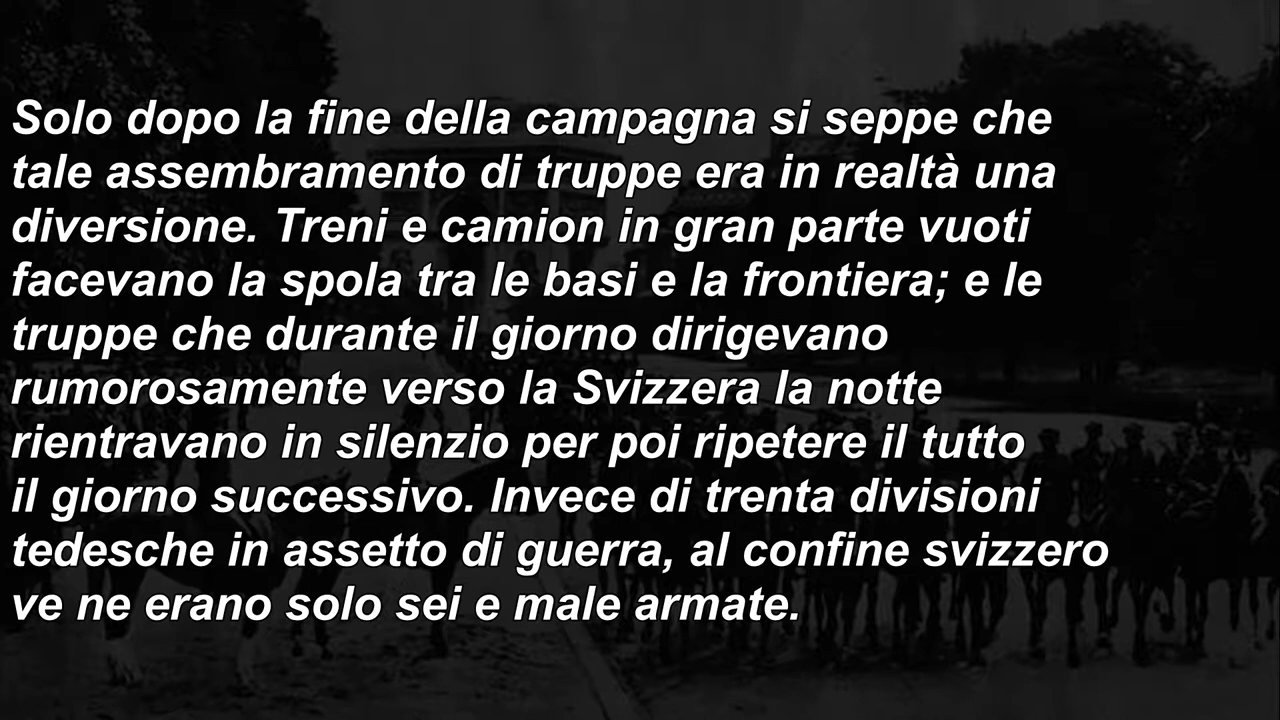 Solo dopo la fine della campagna si seppe che
tale assembramento di truppe era in realtà una
diversione. Treni e camion in gran parte vuoti
facevano la spola tra le basi e la frontiera; e le
truppe che durante il giorno dirigevano
rumorosamente verso la Svizzera la notte
rientravano in silenzio per poi ripetere il tutto
il giorno successivo. Invece di trenta divisioni
tedesche in assetto di guerra, al confine svizzero
ve ne erano solo sei e male armate.